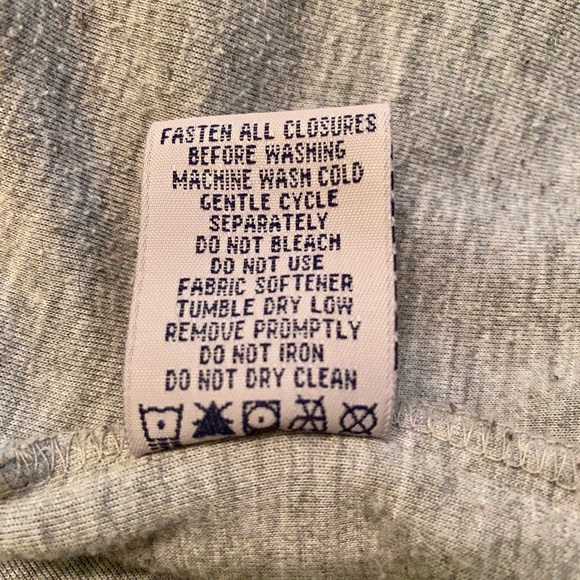 FASTEN ALL CLOSURES
BEFORE WASHING
MACHINE WASH COLD
GENTLE CYCLE
SEPARATELY
DO NOT BLEACH
DO NOT USE
FABRIC SOFTENER
TUMBLE DRY LOW
REMOVE PROMPTLY
DO NOT IRON
DO NOT DRY CLEAN